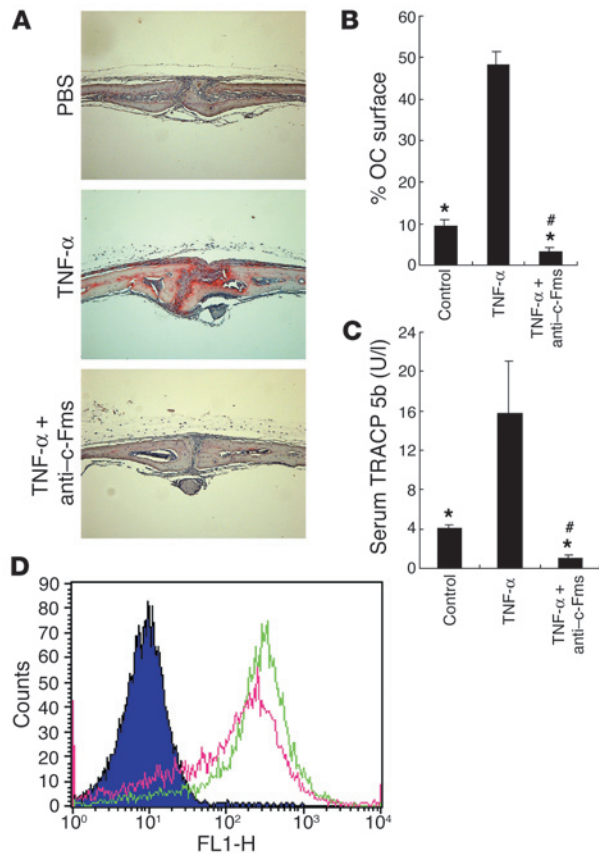 A
PBS
TNF-α
TNF-α +
anti–c-Fms
B
% OC surface
60
50
40
30
20
10
0
*
#
*
Control
TNF-α
TNF-α +
anti–c-Fms
C
Serum TRACP 5b (U/l)
24
20
16
12
8
4
0
*
#
*
Control
TNF-α
TNF-α +
anti–c-Fms
D
Counts
90
80
70
60
50
40
30
20
10
0
10⁰ 10¹ 10² 10³ 10⁴
FL1-H